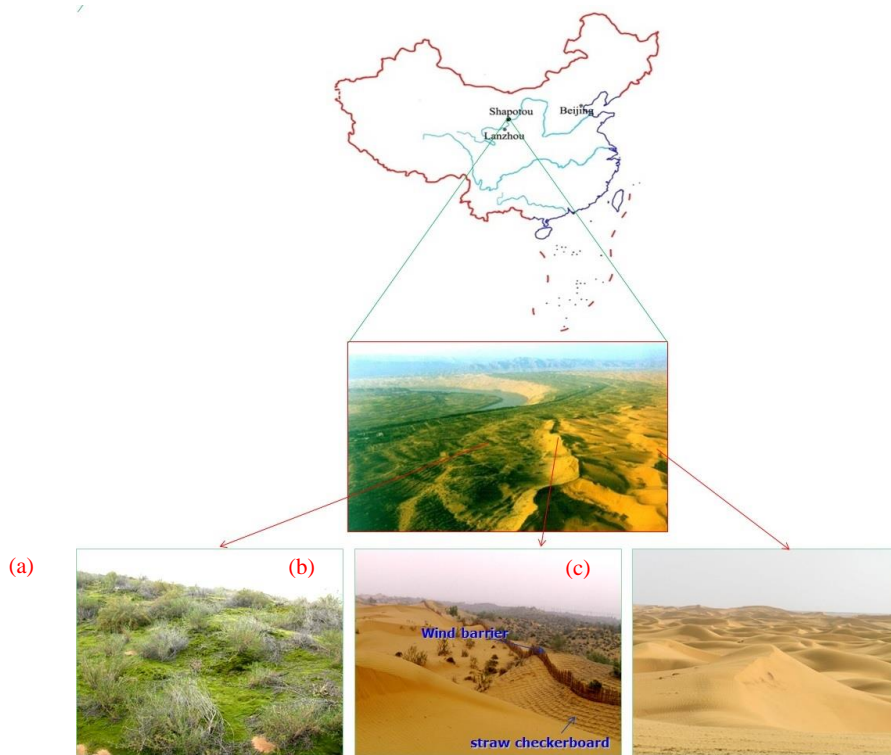 Shapotou
Beijing
Lanzhou
(a)
(b)
(c)
Wind barrier
straw checkerboard